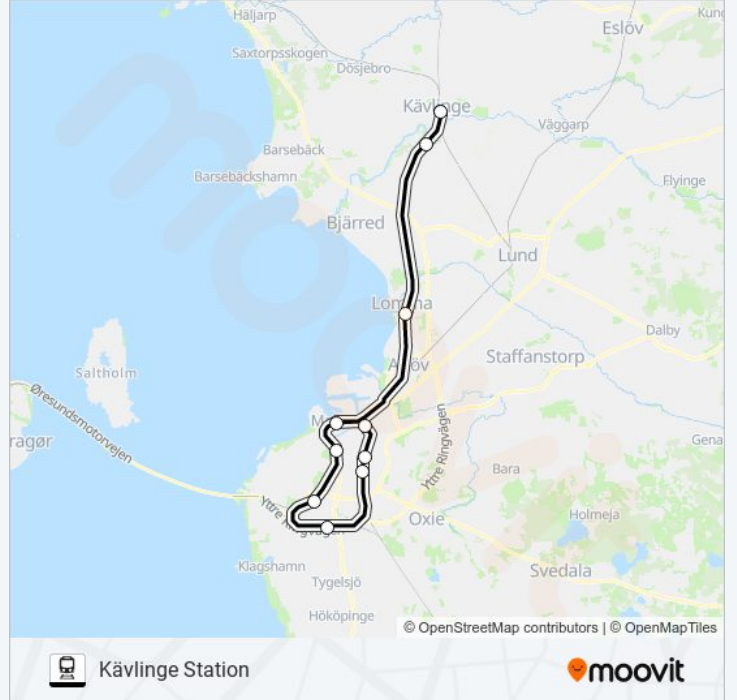 Häljarp
Kung
Eslöv
Saxtorpsskogen
Dösjebro
Kävlinge
Väggarp
Barsebäck
Barsebäckshamn
Flyinge
Bjärred
Lund
Lomma
Dalby
Saltholm
Staffanstorp
Øresundsmotorvejen
ragør
Yttre Ringvägen
Gena
Bara
Yttre Ringvägen
Oxie
Holmeja
Klagshamn
Svedala
Tygelsjö
Hököpinge
© OpenStreetMap contributors | © OpenMapTiles
Kävlinge Station
moovit